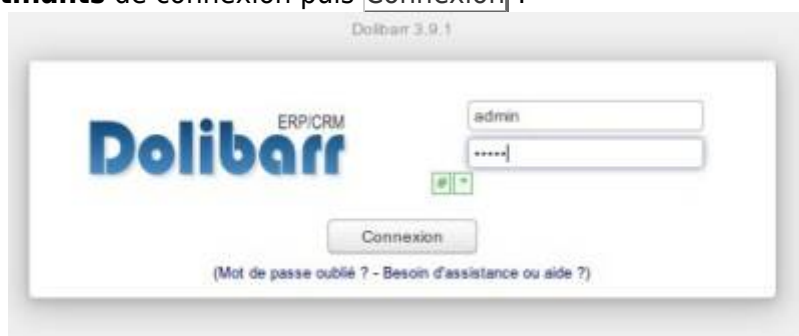 tifiants de connexion puis Connexion :
Dolibarr 3.9.1
ERP/CRM
Dolibarr
admin
•••••
# *
Connexion
(Mot de passe oublié ? - Besoin d'assistance ou aide ?)